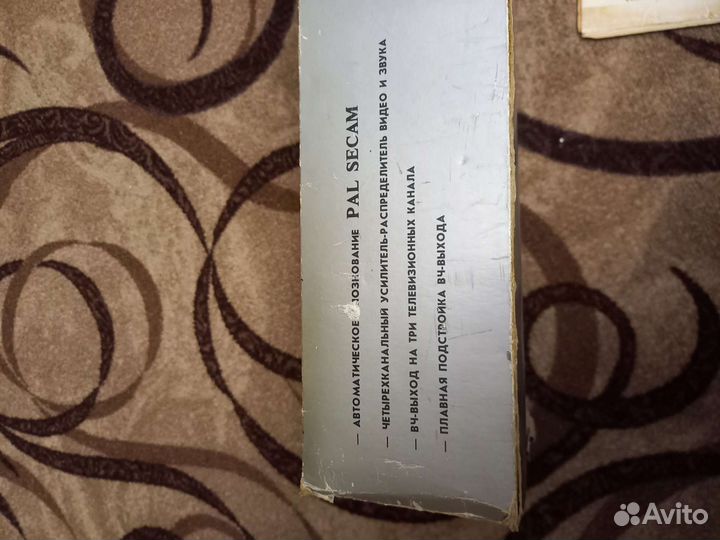 — АВТОМАТИЧЕСКОЕ PAL SECAM
— ЧЕТЫРЕХКАНАЛЬНЫЙ УСИЛИТЕЛЬ-РАСПРЕДЕЛИТЕЛЬ ВИДЕО И ЗВУКА
— ВЧ-ВЫХОД НА ТРИ ТЕЛЕВИЗИОННЫХ КАНАЛА
— ПЛАВНАЯ ПОДСТРОЙКА ВЧ-ВЫХОДА
Avito